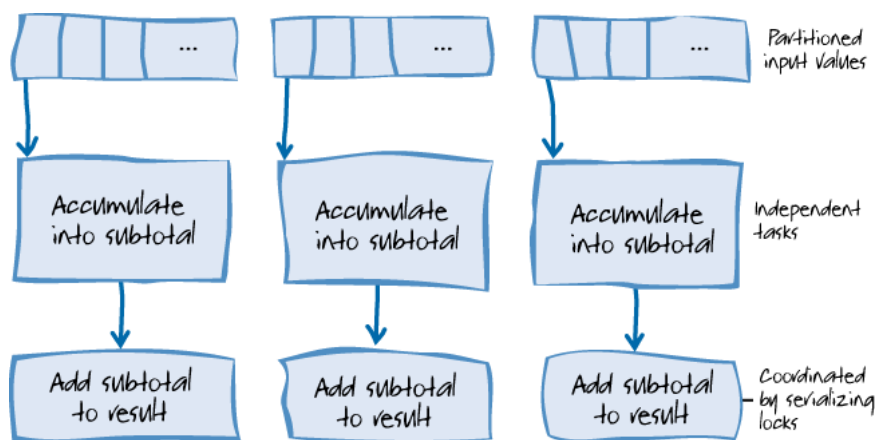 ...
...
...
Partitioned
input values
Accumulate
into subtotal
Accumulate
into subtotal
Accumulate
into subtotal
Independent
tasks
Add subtotal
to result
Add subtotal
to result
Add subtotal
to result
Coordinated
by serializing
locks